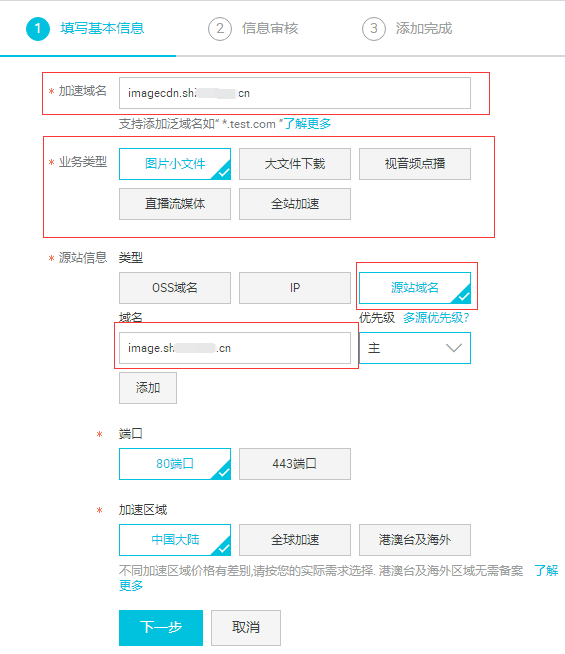 1 填写基本信息 2 信息审核 3 添加完成
* 加速域名 imagecdn.sh .cn
支持添加泛域名如“ *.test.com ”了解更多
* 业务类型 图片小文件 大文件下载 视音频点播
直播流媒体 全站加速
* 源站信息 类型
OSS域名 IP 源站域名
域名 优先级 多源优先级?
image.sh .cn 主
添加
* 端口
80端口 443端口
* 加速区域
中国大陆 全球加速 港澳台及海外
不同加速区域价格有差别,请按您的实际需求选择. 港澳台及海外区域无需备案 了解
更多
下一步 取消